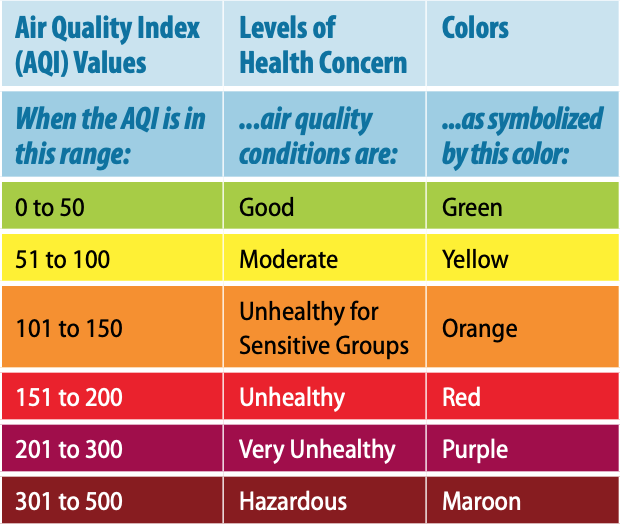 Air Quality Index
(AQI) Values
Levels of
Health Concern
Colors
When the AQI is in
this range:
...air quality
conditions are:
...as symbolized
by this color:
0 to 50
Good
Green
51 to 100
Moderate
Yellow
101 to 150
Unhealthy for
Sensitive Groups
Orange
151 to 200
Unhealthy
Red
201 to 300
Very Unhealthy
Purple
301 to 500
Hazardous
Maroon